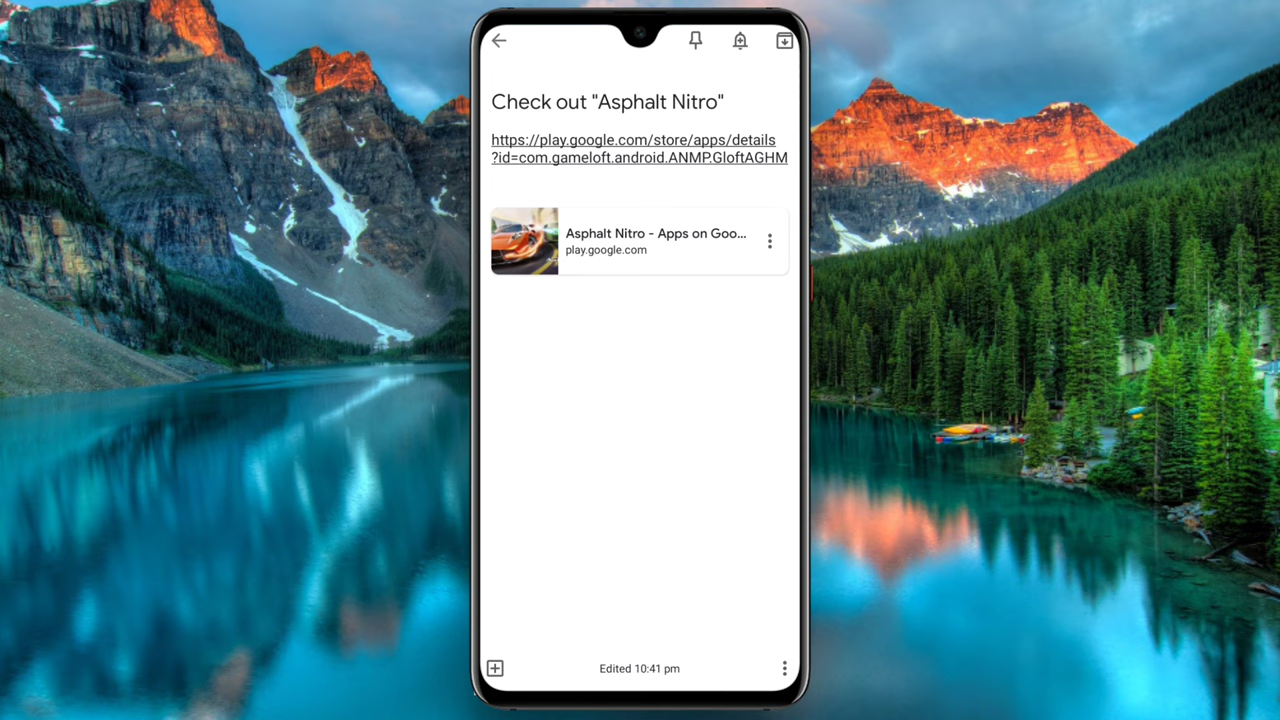 Check out "Asphalt Nitro"
https://play.google.com/store/apps/details
?id=com.gameloft.android.ANMP.GloftAGHM
Asphalt Nitro - Apps on Goo...
play.google.com
Edited 10:41 pm